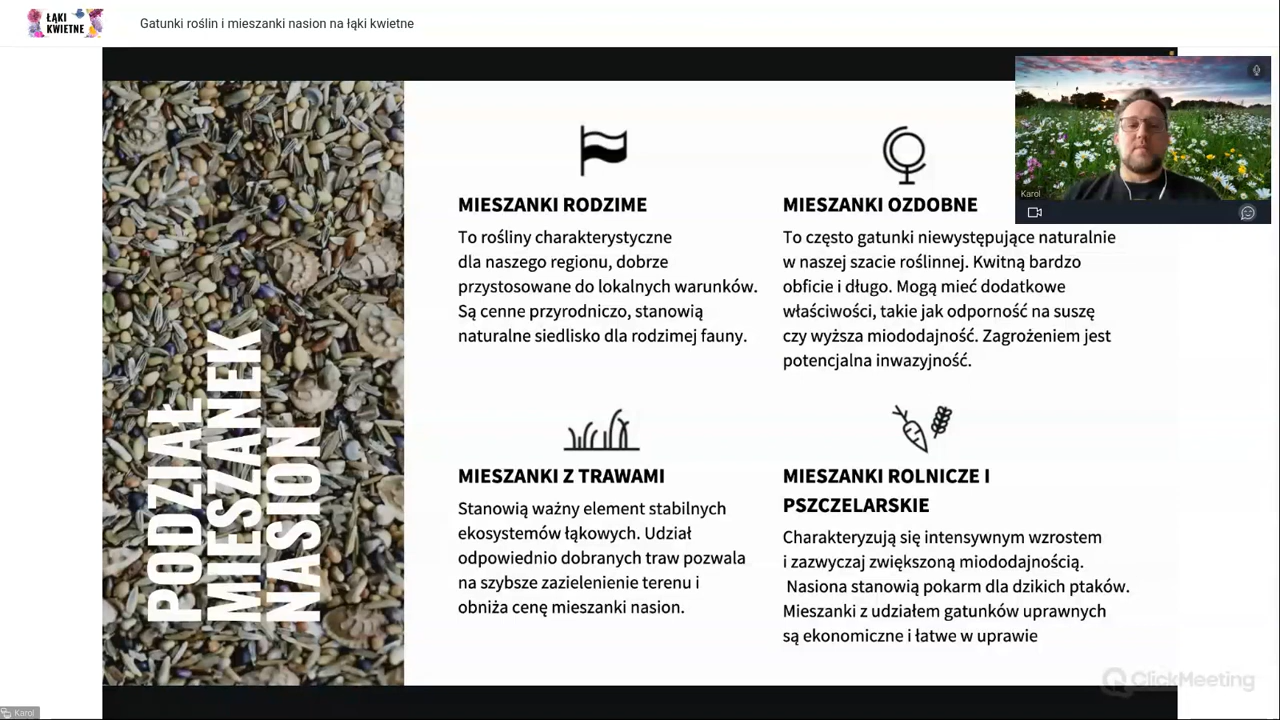 ŁĄKI
KWIETNE
Gatunki roślin i mieszanki nasion na łąki kwietne
PODZIAŁ
MIESZANEK
NASION
MIESZANKI RODZIME
To rośliny charakterystyczne
dla naszego regionu, dobrze
przystosowane do lokalnych warunków.
Są cenne przyrodniczo, stanowią
naturalne siedlisko dla rodzimej fauny.
MIESZANKI OZDOBNE
To często gatunki niewystępujące naturalnie
w naszej szacie roślinnej. Kwitną bardzo
obficie i długo. Mogą mieć dodatkowe
właściwości, takie jak odporność na suszę
czy wyższa miododajność. Zagrożeniem jest
potencjalna inwazyjność.
MIESZANKI Z TRAWAMI
Stanowią ważny element stabilnych
ekosystemów łąkowych. Udział
odpowiednio dobranych traw pozwala
na szybsze zazielenienie terenu i
obniża cenę mieszanki nasion.
MIESZANKI ROLNICZE I
PSZCZELARSKIE
Charakteryzują się intensywnym wzrostem
i zazwyczaj zwiększoną miododajnością.
Nasiona stanowią pokarm dla dzikich ptaków.
Mieszanki z udziałem gatunków uprawnych
są ekonomiczne i łatwe w uprawie
Karol
ClickMeeting
Karol